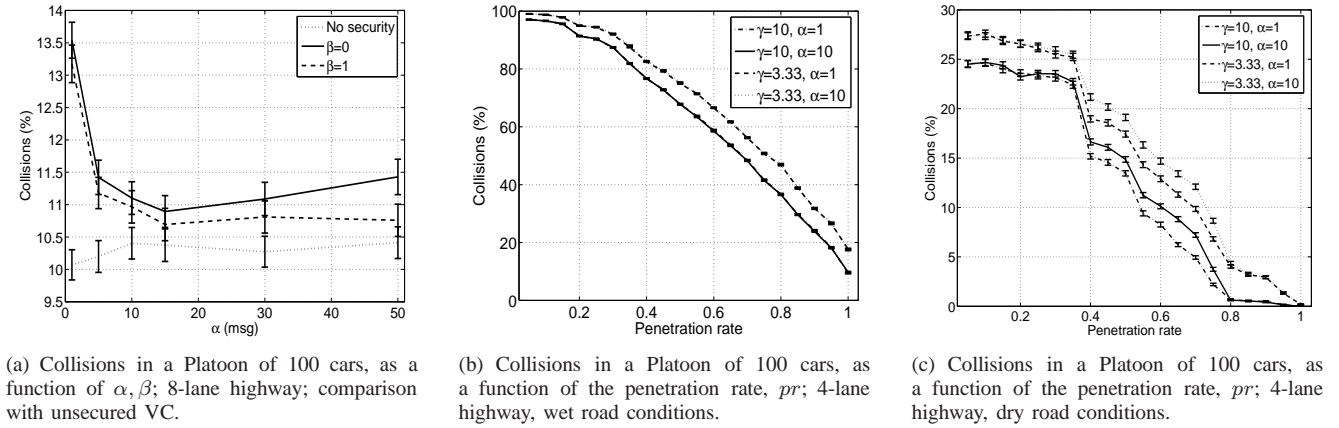 14
13.5
13
12.5
12
11.5
11
10.5
10
9.5
0
10
20
30
40
50
Collisions (%)
α (msg)
No security
β=0
β=1
100
80
60
40
20
0
0.2
0.4
0.6
0.8
1
Collisions (%)
Penetration rate
γ=10, α=1
γ=10, α=10
γ=3.33, α=1
γ=3.33, α=10
30
25
20
15
10
5
0
0.2
0.4
0.6
0.8
1
Collisions (%)
Penetration rate
γ=10, α=1
γ=10, α=10
γ=3.33, α=1
γ=3.33, α=10
(a) Collisions in a Platoon of 100 cars, as a
function of α, β; 8-lane highway; comparison
with unsecured VC.
(b) Collisions in a Platoon of 100 cars, as
a function of the penetration rate, pr; 4-lane
highway, wet road conditions.
(c) Collisions in a Platoon of 100 cars, as
a function of the penetration rate, pr; 4-lane
highway, dry road conditions.